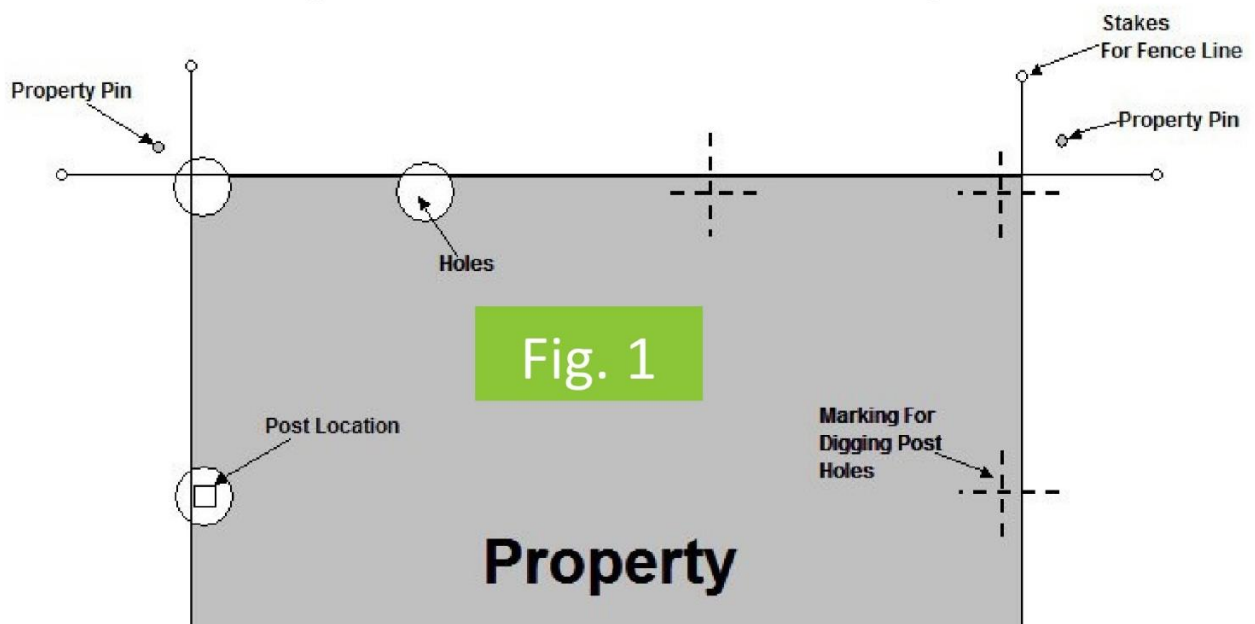 Stakes
For Fence Line
Property Pin
Property Pin
Holes
Fig. 1
Post Location
Marking For
Digging Post
Holes
Property